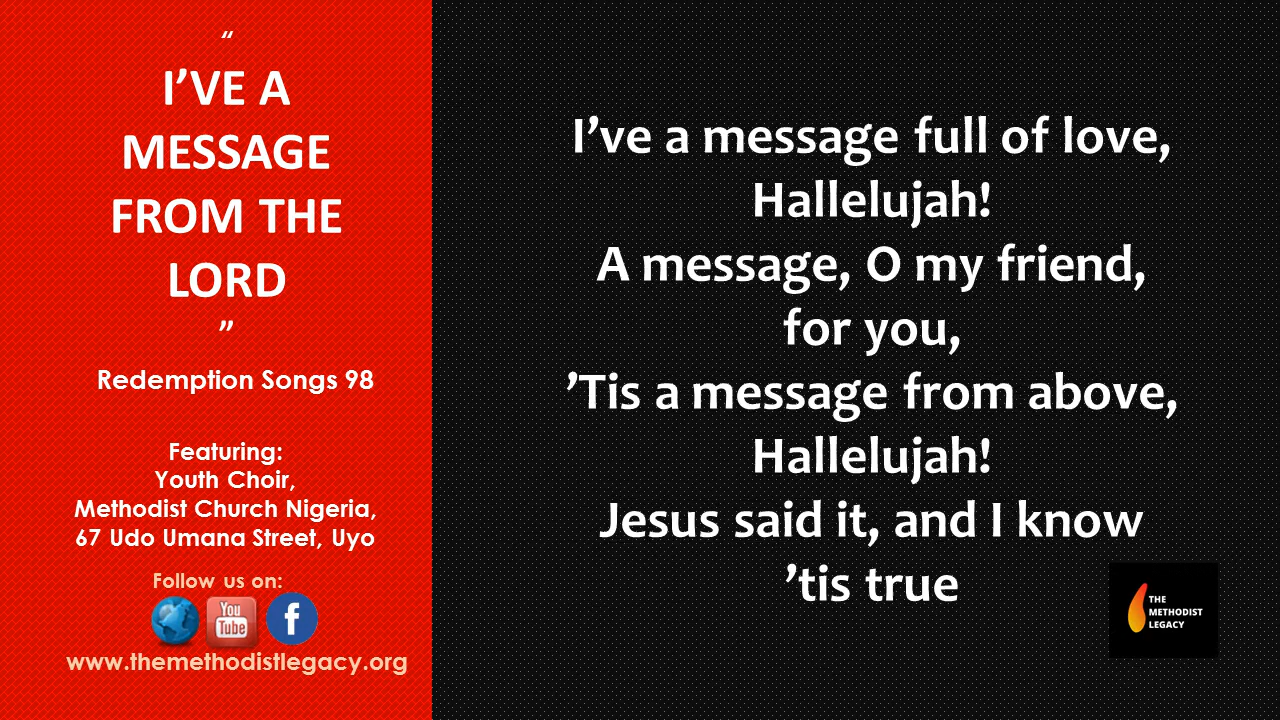 “
I’VE A
MESSAGE
FROM THE
LORD
”
Redemption Songs 98
Featuring:
Youth Choir,
Methodist Church Nigeria,
67 Udo Umana Street, Uyo
Follow us on:
You
Tube
f
www.themethodistlegacy.org
I’ve a message full of love,
Hallelujah!
A message, O my friend,
for you,
’Tis a message from above,
Hallelujah!
Jesus said it, and I know
’tis true
THE
METHODIST
LEGACY